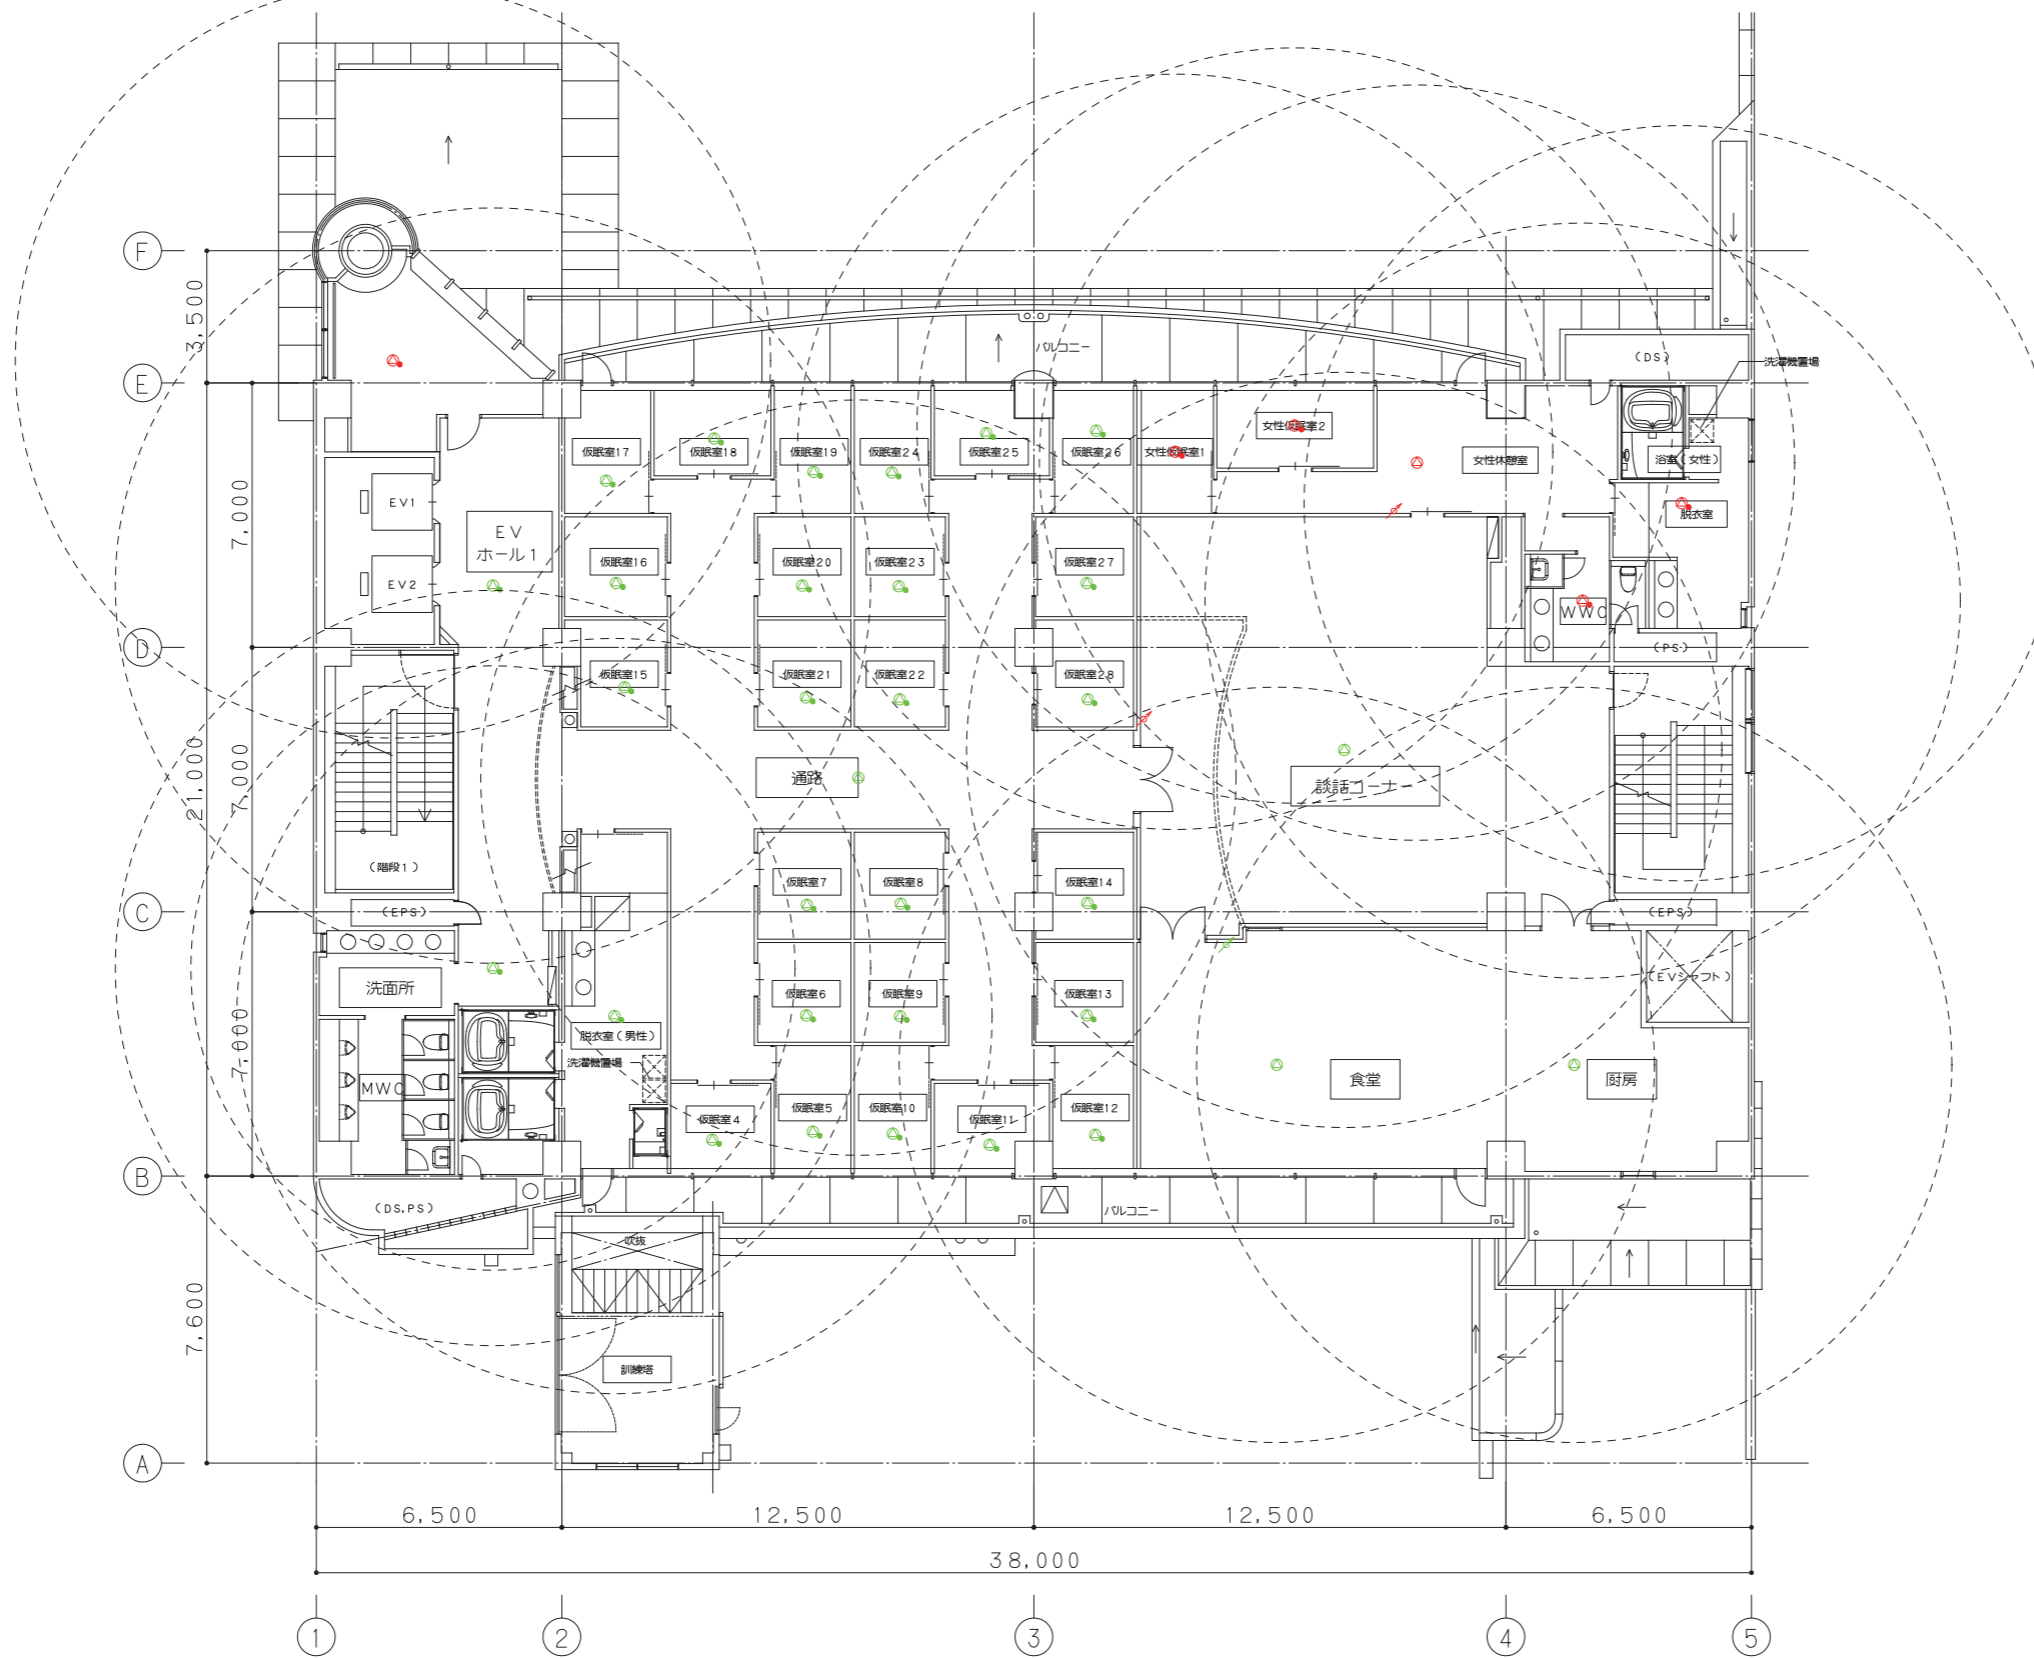 F
3,500
バルコニー
(DS)
洗濯機置場
E
仮眠室17
仮眠室18
仮眠室19
仮眠室24
仮眠室25
仮眠室26
女性仮眠室1
女性仮眠室2
女性休憩室
浴室(女性)
脱衣室
EV1
EV2
EV
ホール1
7,000
仮眠室16
仮眠室20
仮眠室23
仮眠室27
WWC
D
(PS)
仮眠室15
仮眠室21
仮眠室22
仮眠室28
21,000
7,000
通路
談話コーナー
(階段1)
仮眠室7
仮眠室8
仮眠室14
C
(EPS)
(EPS)
洗面所
仮眠室6
仮眠室9
仮眠室13
(EVシャフト)
7,000
脱衣室(男性)
洗濯機置場
MWC
仮眠室4
仮眠室5
仮眠室10
仮眠室11
仮眠室12
食堂
厨房
B
(DS,PS)
バルコニー
吹抜
7,600
訓練塔
A
6,500
12,500
12,500
6,500
38,000
1
2
3
4
5